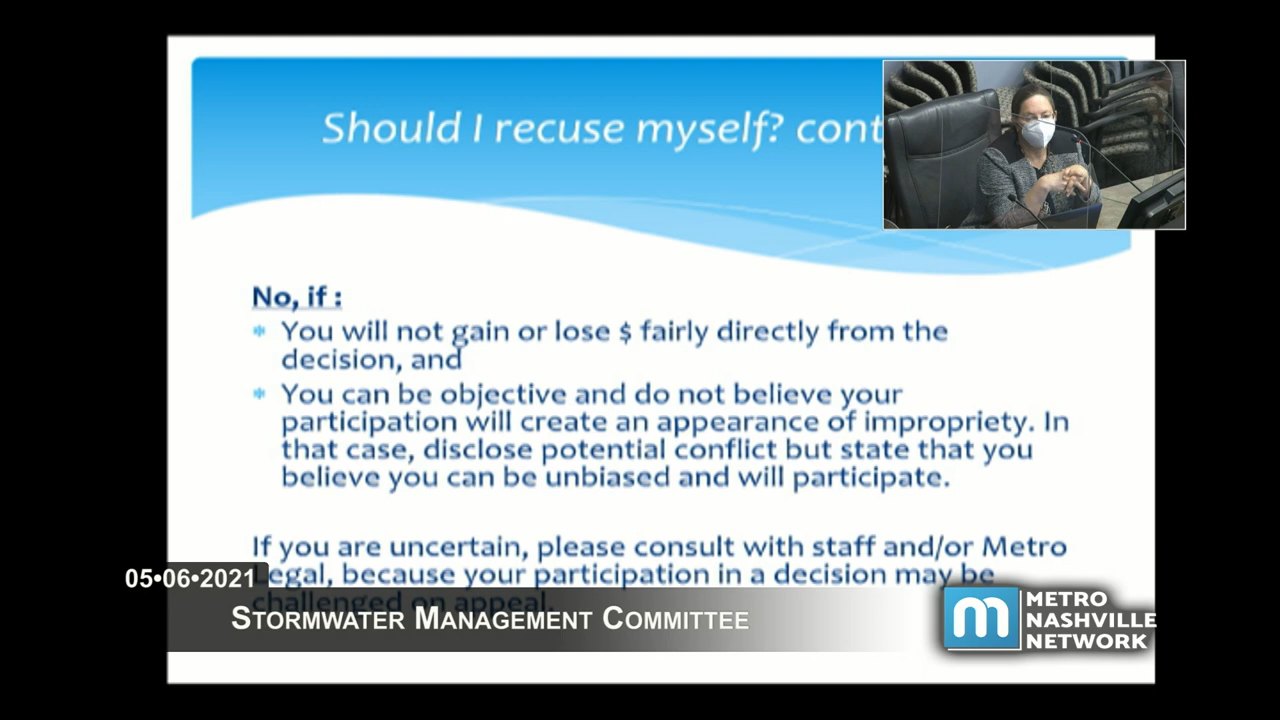 Should I recuse myself? cont
No, if :
You will not gain or lose $ fairly directly from the
decision, and
You can be objective and do not believe your
participation will create an appearance of impropriety. In
that case, disclose potential conflict but state that you
believe you can be unbiased and will participate.
If you are uncertain, please consult with staff and/or Metro
Legal, because your participation in a decision may be
challenged on appeal.
05•06•2021
STORMWATER MANAGEMENT COMMITTEE
m
METRO
NASHVILLE
NETWORK